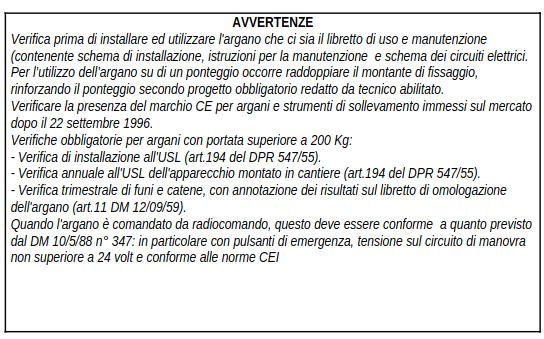 AVVERTENZE
Verifica prima di installare ed utilizzare l'argano che ci sia il libretto di uso e manutenzione
(contenente schema di installazione, istruzioni per la manutenzione  e schema dei circuiti elettrici.
Per l'utilizzo dell'argano su di un ponteggio occorre raddoppiare il montante di fissaggio,
rinforzando il ponteggio secondo progetto obbligatorio redatto da tecnico abilitato.
Verificare la presenza del marchio CE per argani e strumenti di sollevamento immessi sul mercato
dopo il 22 settembre 1996.
Verifiche obbligatorie per argani con portata superiore a 200 Kg:
- Verifica di installazione all'USL (art.194 del DPR 547/55).
- Verifica annuale all'USL dell'apparecchio montato in cantiere (art.194 del DPR 547/55).
- Verifica trimestrale di funi e catene, con annotazione dei risultati sul libretto di omologazione
dell'argano (art.11 DM 12/09/59).
Quando l'argano è comandato da radiocomando, questo deve essere conforme  a quanto previsto
dal DM 10/5/88 n° 347: in particolare con pulsanti di emergenza, tensione sul circuito di manovra
non superiore a 24 volt e conforme alle norme CEI